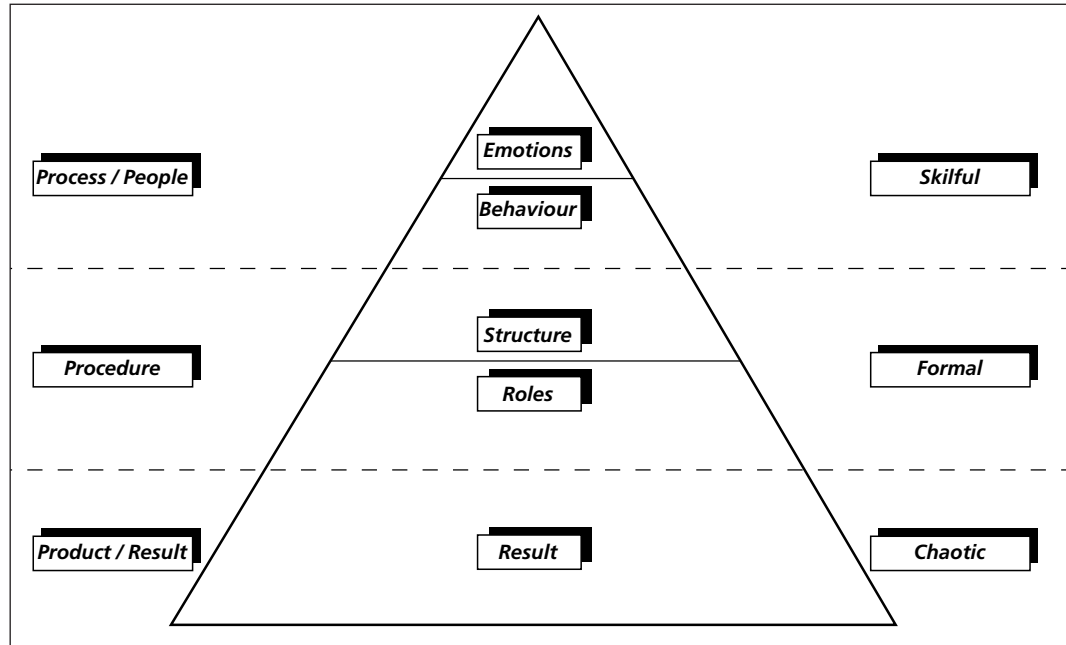 Emotions
Process / People
Skilful
Behaviour
Structure
Procedure
Formal
Roles
Product / Result
Result
Chaotic